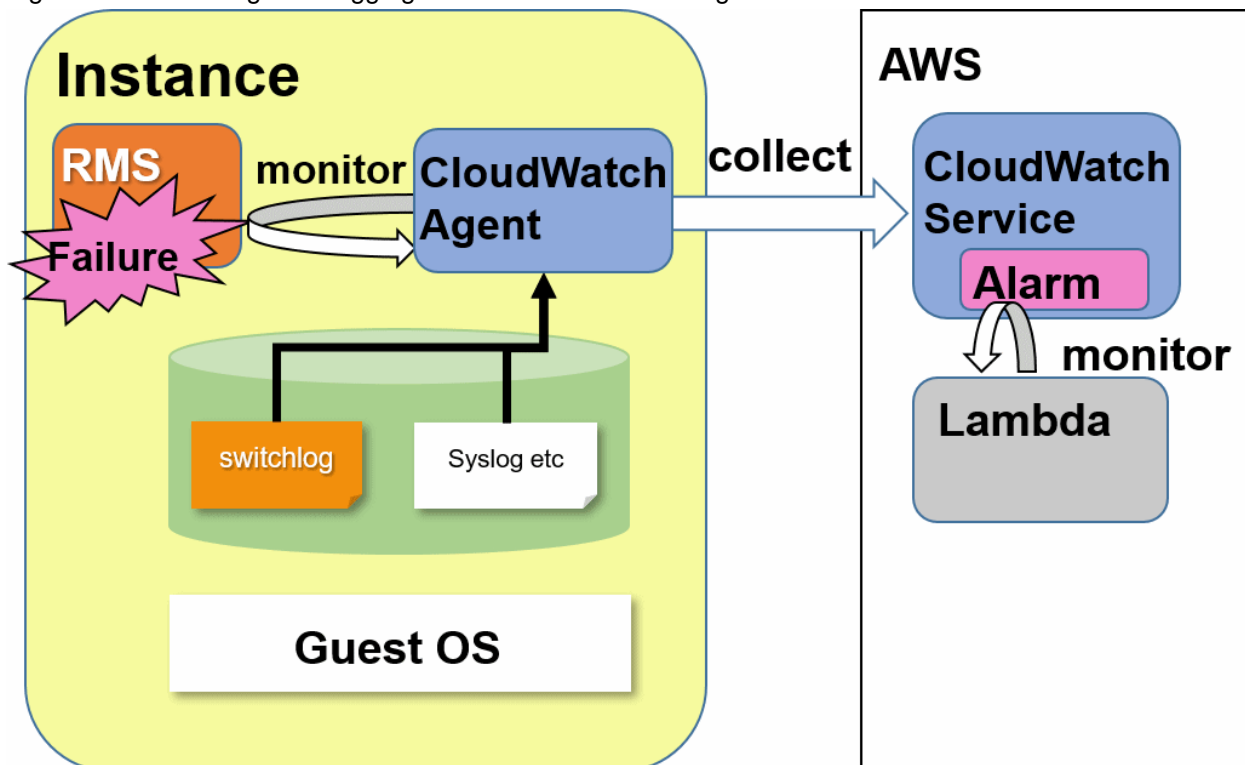 Instance
AWS
RMS
monitor
CloudWatch
Agent
collect
CloudWatch
Service
Failure
Alarm
monitor
Lambda
switchlog
Syslog etc
Guest OS